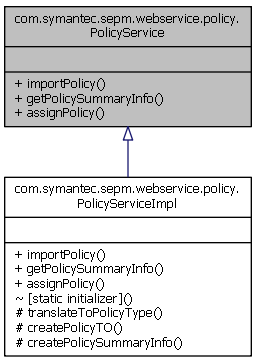 com.symantec.sepm.webservice.policy.
PolicyService
+ importPolicy()
+ getPolicySummaryInfo()
+ assignPolicy()
com.symantec.sepm.webservice.policy.
PolicyServiceImpl
+ importPolicy()
+ getPolicySummaryInfo()
+ assignPolicy()
~ [static initializer]()
# translateToPolicyType()
# createPolicyTO()
# createPolicySummaryInfo()